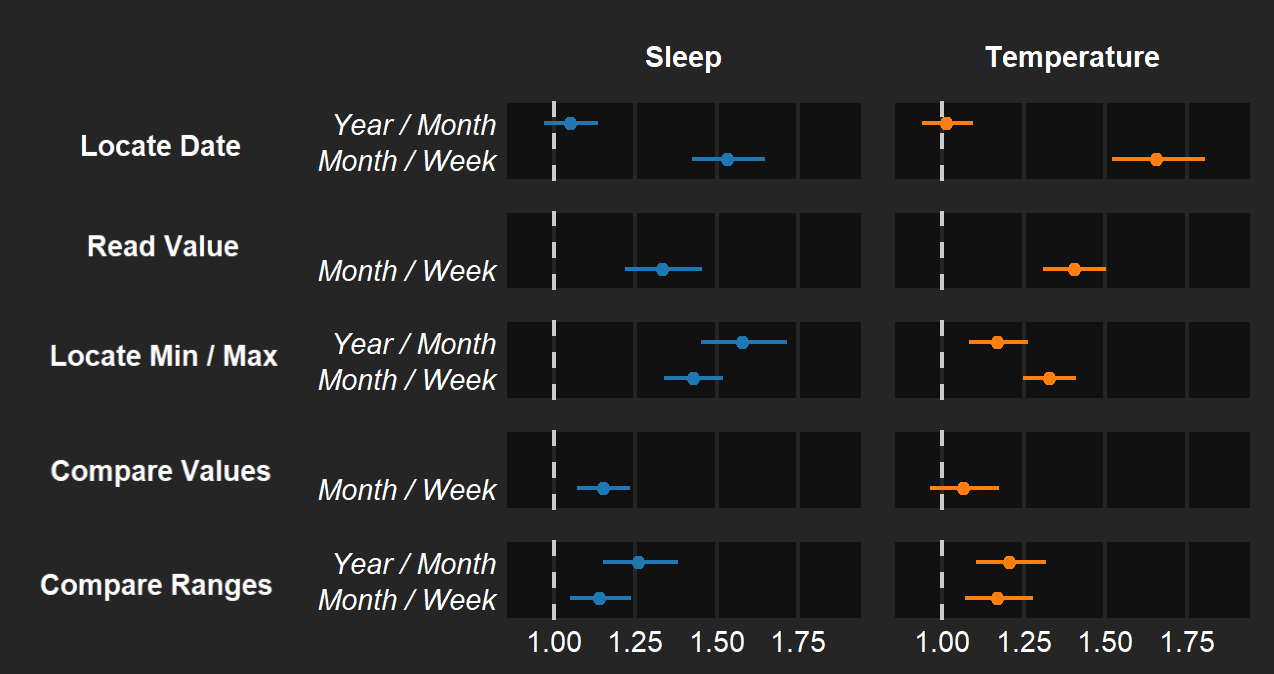 Sleep Temperature
Locate Date
Year / Month
Month / Week
Read Value
Month / Week
Locate Min / Max
Year / Month
Month / Week
Compare Values
Month / Week
Compare Ranges
Year / Month
Month / Week
1.00 1.25 1.50 1.75 1.00 1.25 1.50 1.75